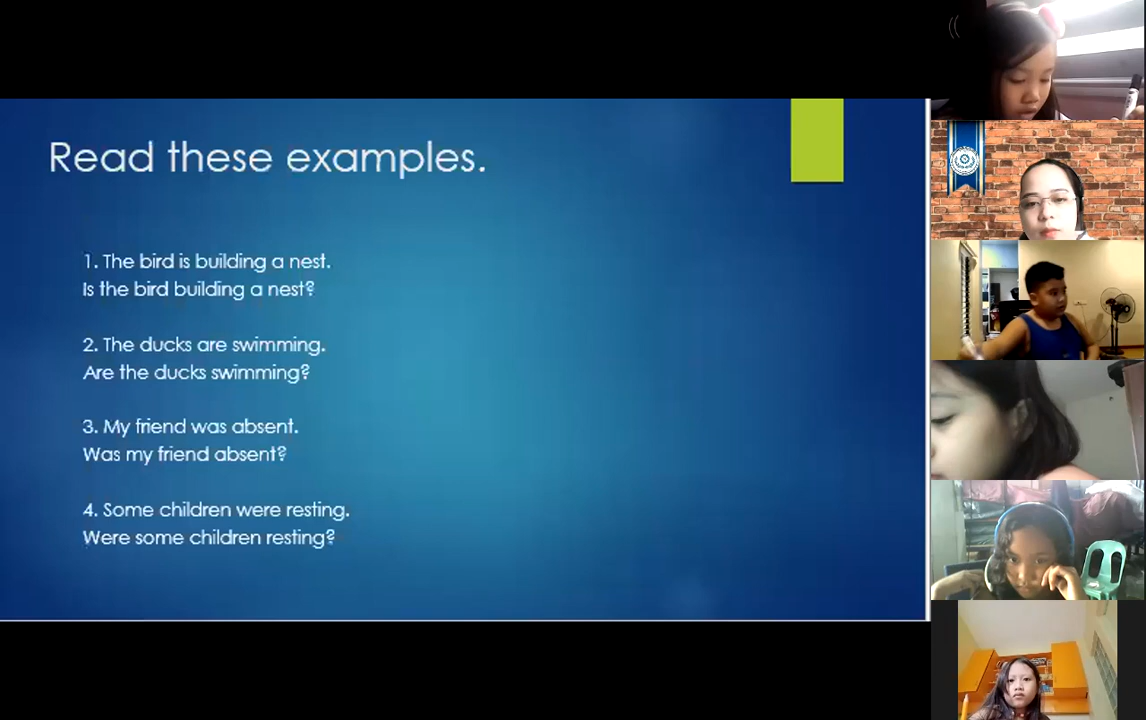 Read these examples.
1. The bird is building a nest.
Is the bird building a nest?
2. The ducks are swimming.
Are the ducks swimming?
3. My friend was absent.
Was my friend absent?
4. Some children were resting.
Were some children resting?